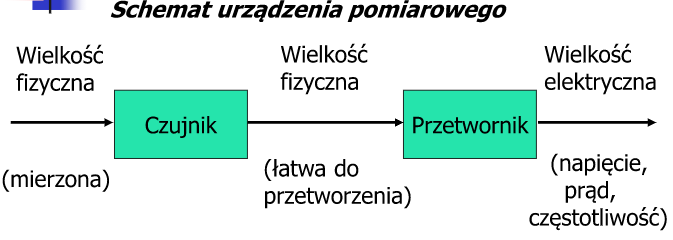 Schemat urządzenia pomiarowego
Wielkość
fizyczna
(mierzona)
Czujnik
Wielkość
fizyczna
(łatwa do
przetworzenia)
Przetwornik
Wielkość
elektryczna
(napięcie,
prąd,
częstotliwość)